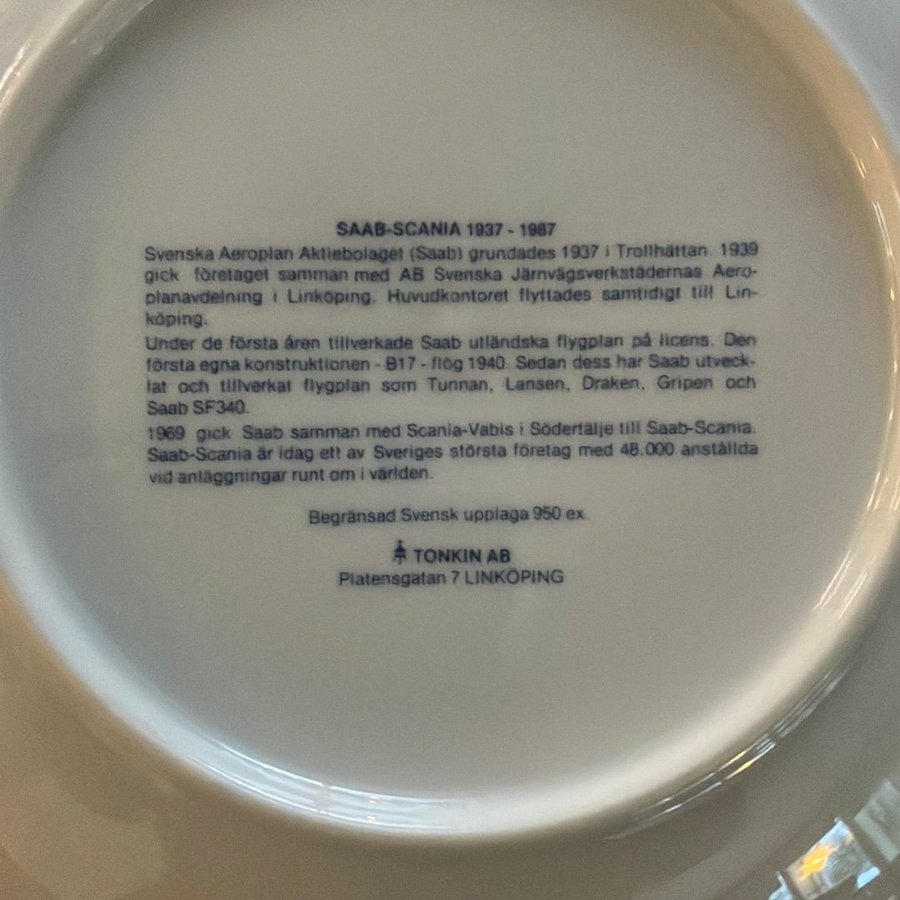 SAAB-SCANIA 1937 - 1987
Svenska Aeroplan Aktiebolaget (Saab) grundades 1937 i Trollhättan. 1939
gick företaget samman med AB Svenska Järnvägsverkstädernas Aero-
planavdelning i Linköping. Huvudkontoret flyttades samtidigt till Lin-
köping.
Under de första åren tillverkade Saab utländska flygplan på licens. Den
första egna konstruktionen - B17 - flög 1940. Sedan dess har Saab utveck-
lat och tillverkat flygplan som Tunnan, Lansen, Draken, Gripen och
Saab SF340.
1969 gick Saab samman med Scania-Vabis i Södertälje till Saab-Scania.
Saab-Scania är idag ett av Sveriges största företag med 48.000 anställda
vid anläggningar runt om i världen.
Begränsad Svensk upplaga 950 ex.
TONKIN AB
Platensgatan 7 LINKÖPING